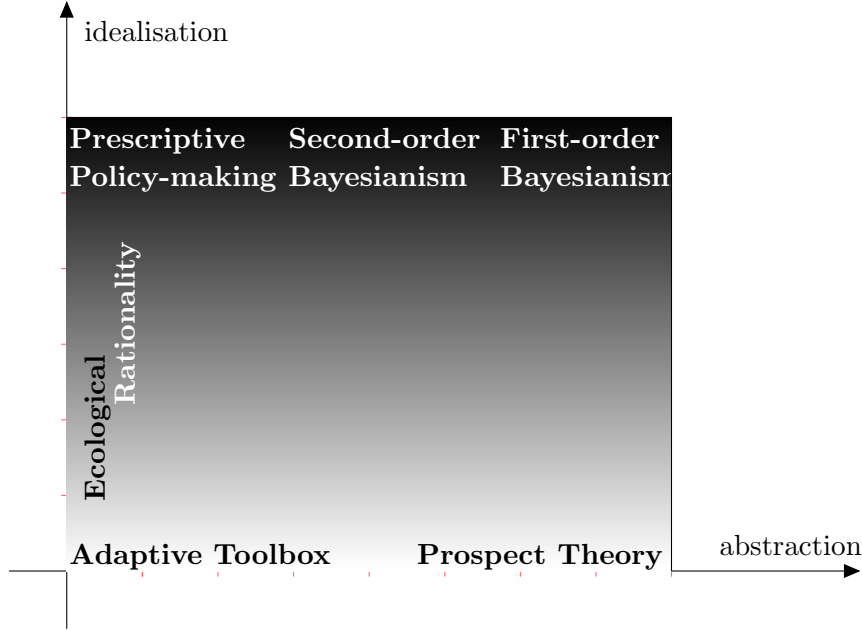 idealisation
Prescriptive Second-order First-order
Policy-making Bayesianism Bayesianism
Rationality
Ecological
Adaptive Toolbox Prospect Theory
abstraction